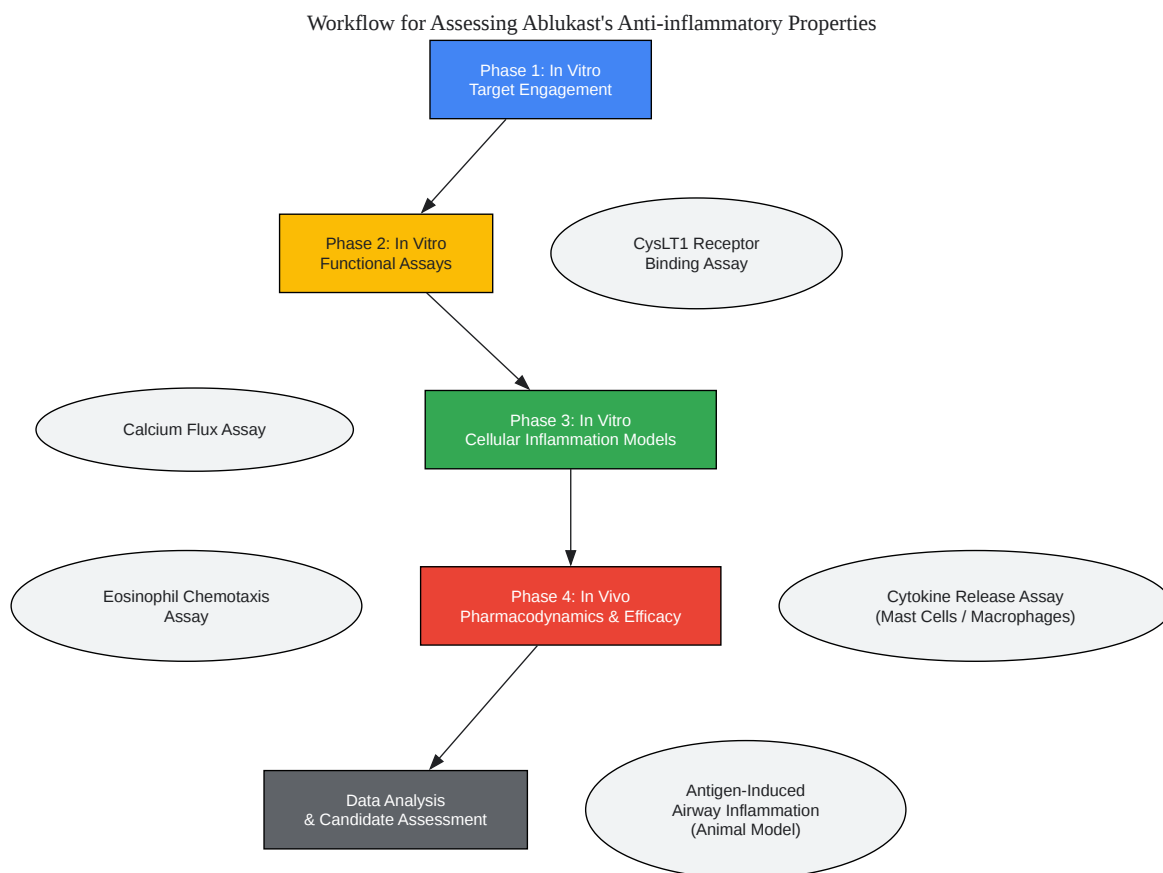 Workflow for Assessing Ablukast's Anti-inflammatory Properties
Phase 1: In Vitro
Target Engagement
Phase 2: In Vitro
Functional Assays
CysLT1 Receptor
Binding Assay
Calcium Flux Assay
Phase 3: In Vitro
Cellular Inflammation Models
Eosinophil Chemotaxis
Assay
Phase 4: In Vivo
Pharmacodynamics & Efficacy
Cytokine Release Assay
(Mast Cells / Macrophages)
Data Analysis
& Candidate Assessment
Antigen-Induced
Airway Inflammation
(Animal Model)